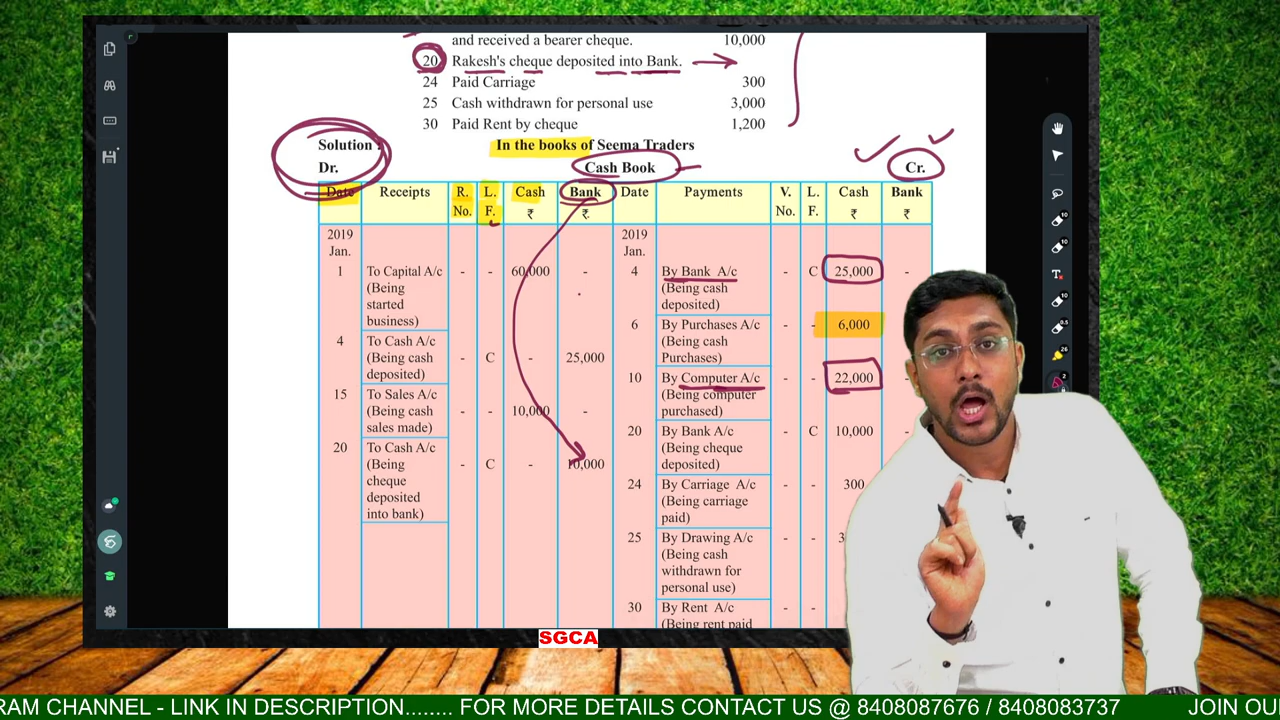 and received a bearer cheque. 10,000
20 Rakesh's cheque deposited into Bank.
24 Paid Carriage 300
25 Cash withdrawn for personal use 3,000
30 Paid Rent by cheque 1,200
Solution : In the books of Seema Traders
Dr. Cash Book Cr.
Date Receipts R. L. Cash Bank Date Payments V. L. Cash Bank
No. F. ₹ ₹ No. F. ₹ ₹
2019 2019
Jan. Jan.
1 To Capital A/c - - 60,000 - 4 By Bank A/c - C 25,000 -
(Being (Being cash
started deposited)
business) 6 By Purchases A/c - - 6,000
4 To Cash A/c (Being cash
(Being cash - C - 25,000 Purchases)
deposited) 10 By Computer A/c - - 22,000 -
15 To Sales A/c (Being computer
(Being cash - - 10,000 - purchased)
sales made) 20 By Bank A/c - C 10,000 -
20 To Cash A/c (Being cheque
(Being - C - 10,000 deposited)
cheque 24 By Carriage A/c - - 300
deposited (Being carriage
into bank) paid)
25 By Drawing A/c - -
(Being cash
withdrawn for
personal use)
30 By Rent A/c - -
(Being rent paid
SGCA
RAM CHANNEL - LINK IN DESCRIPTION........ FOR MORE DETAILS CONTACT US @ 8408087676 / 8408083737 JOIN OU